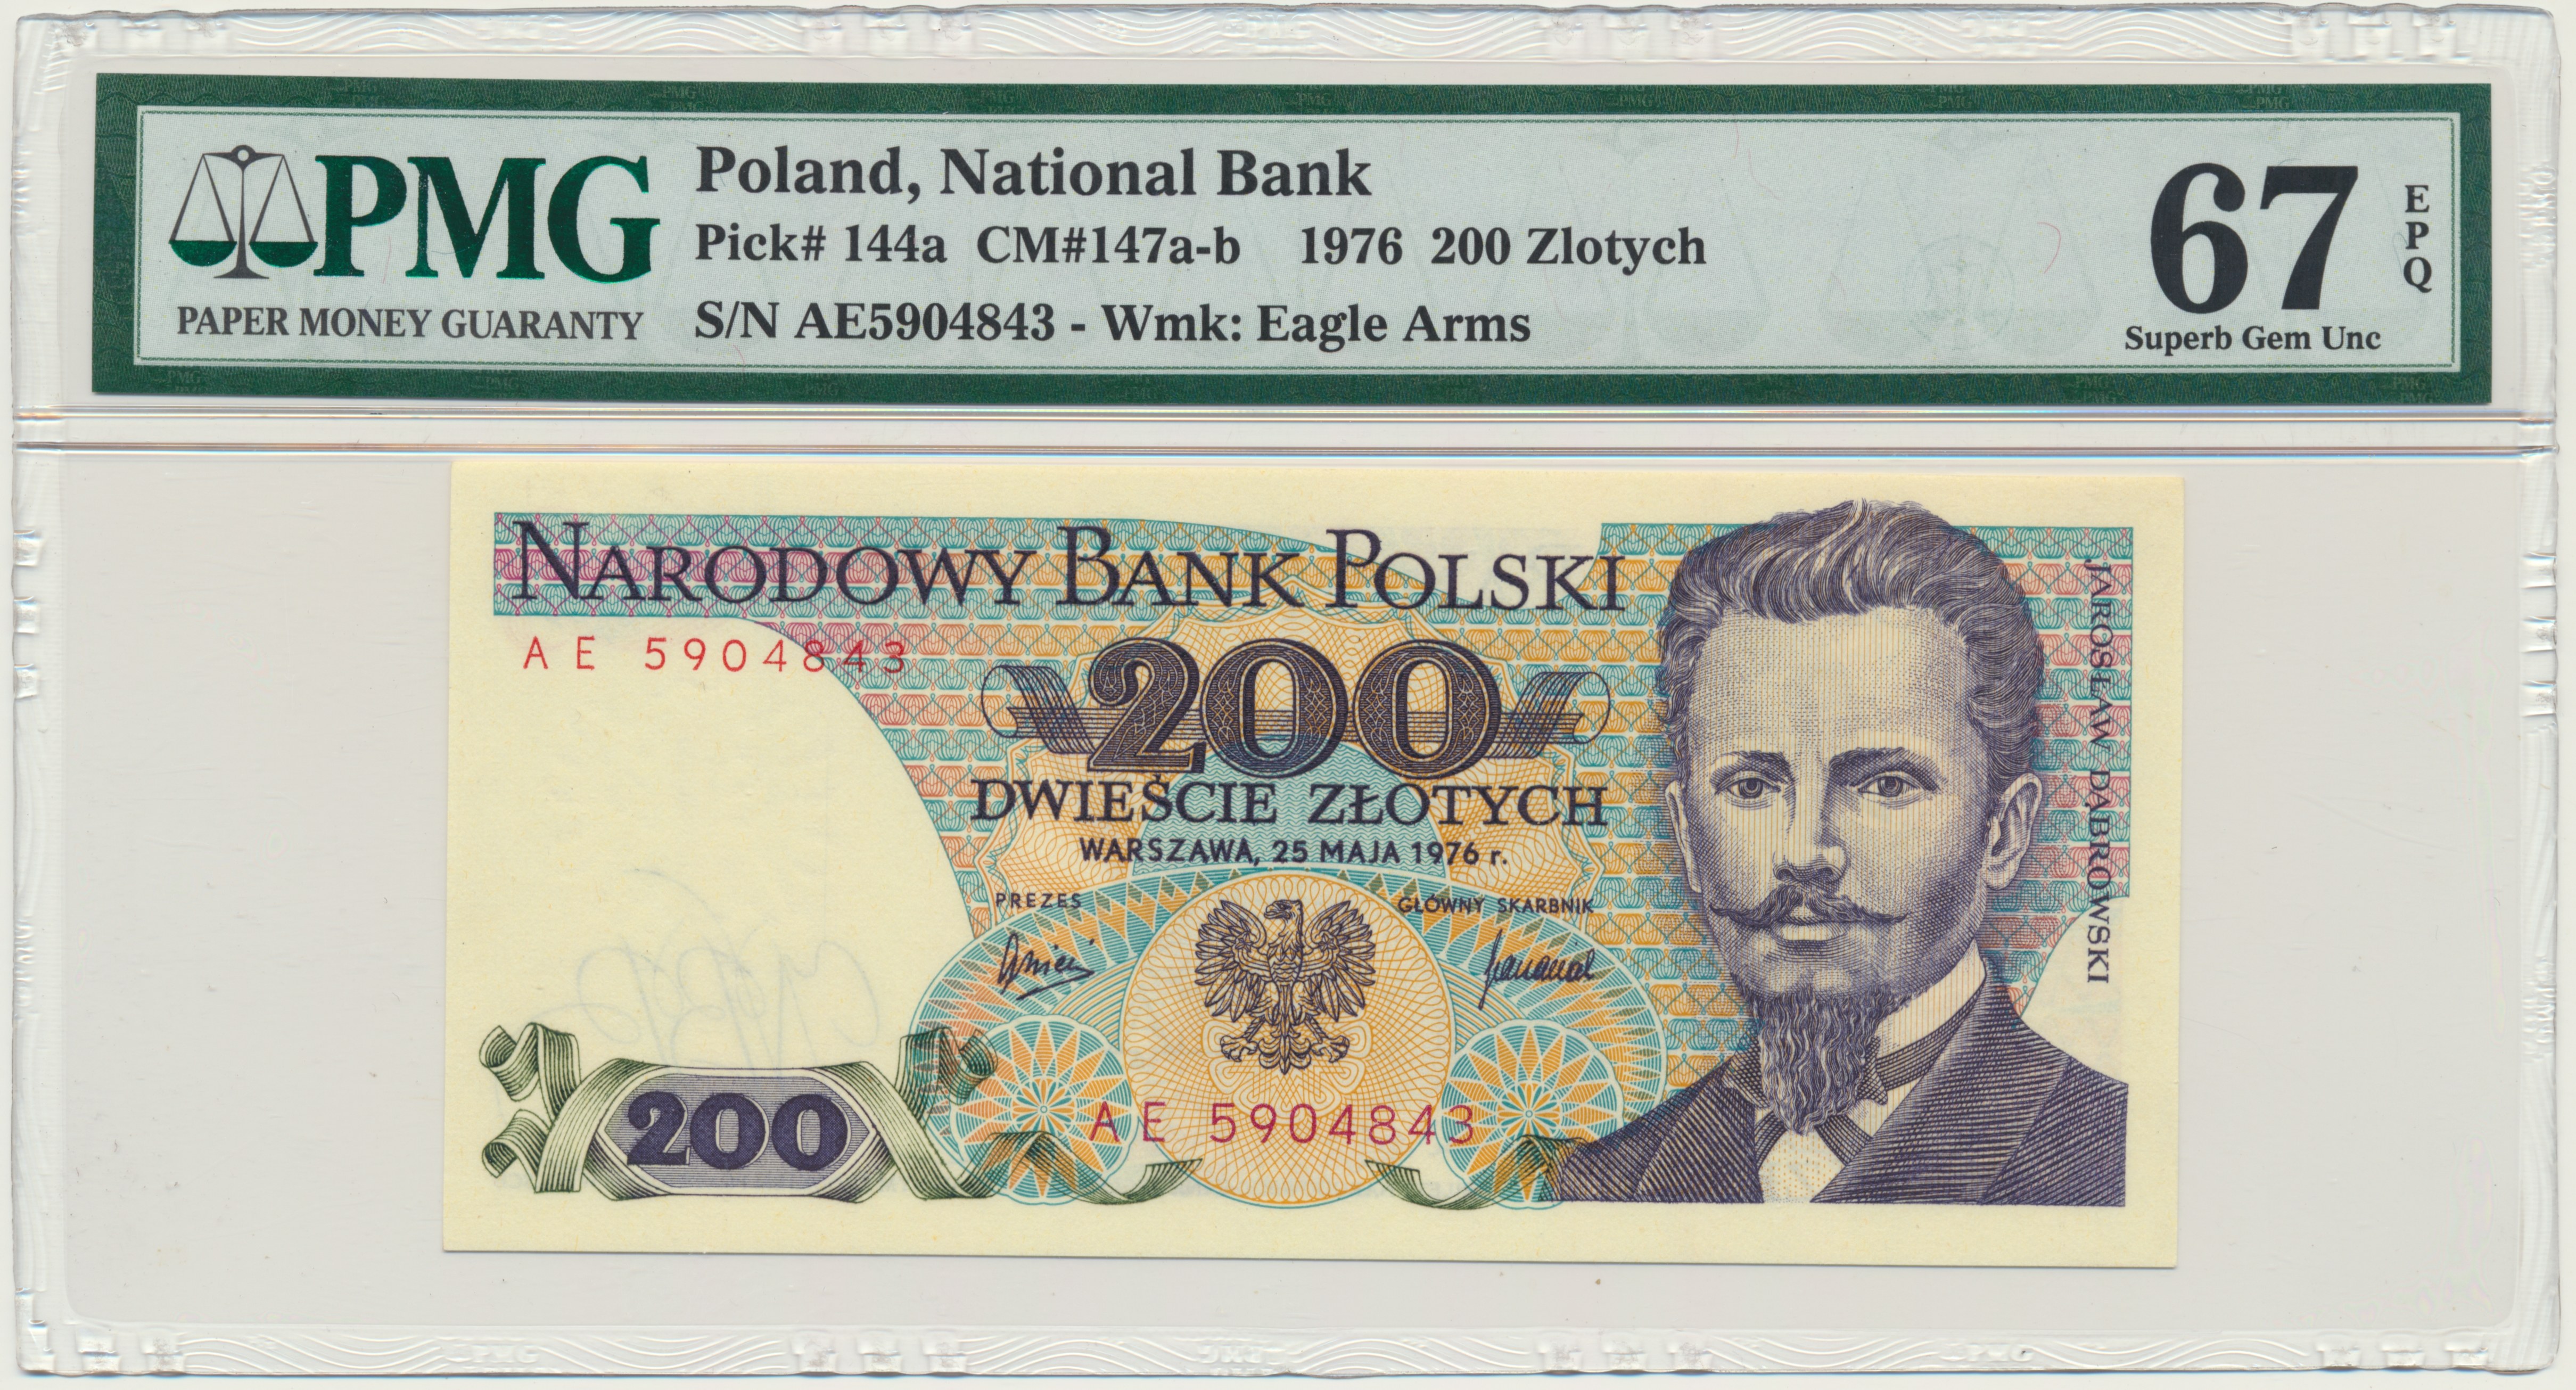 PMG
PAPER MONEY GUARANTY
Poland, National Bank
Pick# 144a CM#147a-b 1976 200 Zlotych
S/N AE5904843 - Wmk: Eagle Arms
67
EPQ
Superb Gem Unc
NARODOWY BANK POLSKI
AE 5904843
200
DWIEŚCIE ZŁOTYCH
WARSZAWA, 25 MAJA 1976 r.
PREZES
GŁÓWNY SKARBNIK
AE 5904843
200
JAROSŁAW DĄBROWSKI